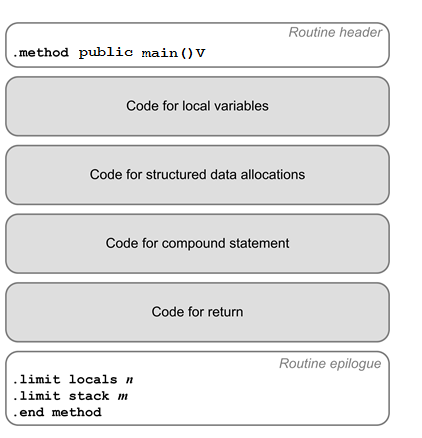 Routine header
.method public main()V
Code for local variables
Code for structured data allocations
Code for compound statement
Code for return
Routine epilogue
.limit locals n
.limit stack m
.end method